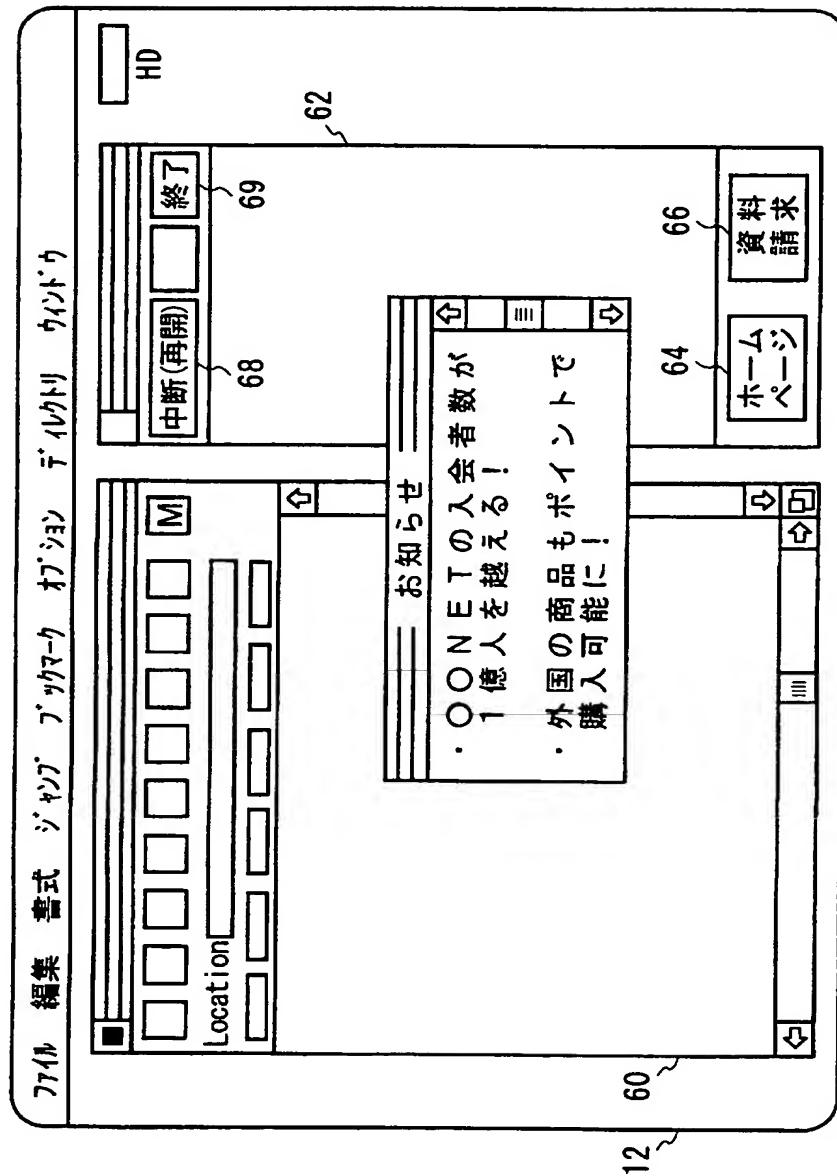 ファイル 編集 書式 ジャンプ ブックマーク オプション ディレクトリ ウィンドウ
HD
M
Location
中断(再開)
終了
68
69
62
お知らせ
・○○NETの入会者数が
1億人を越える!
・外国の商品もポイントで
購入可能に!
64
66
ホーム
ページ
資料
請求
60
12